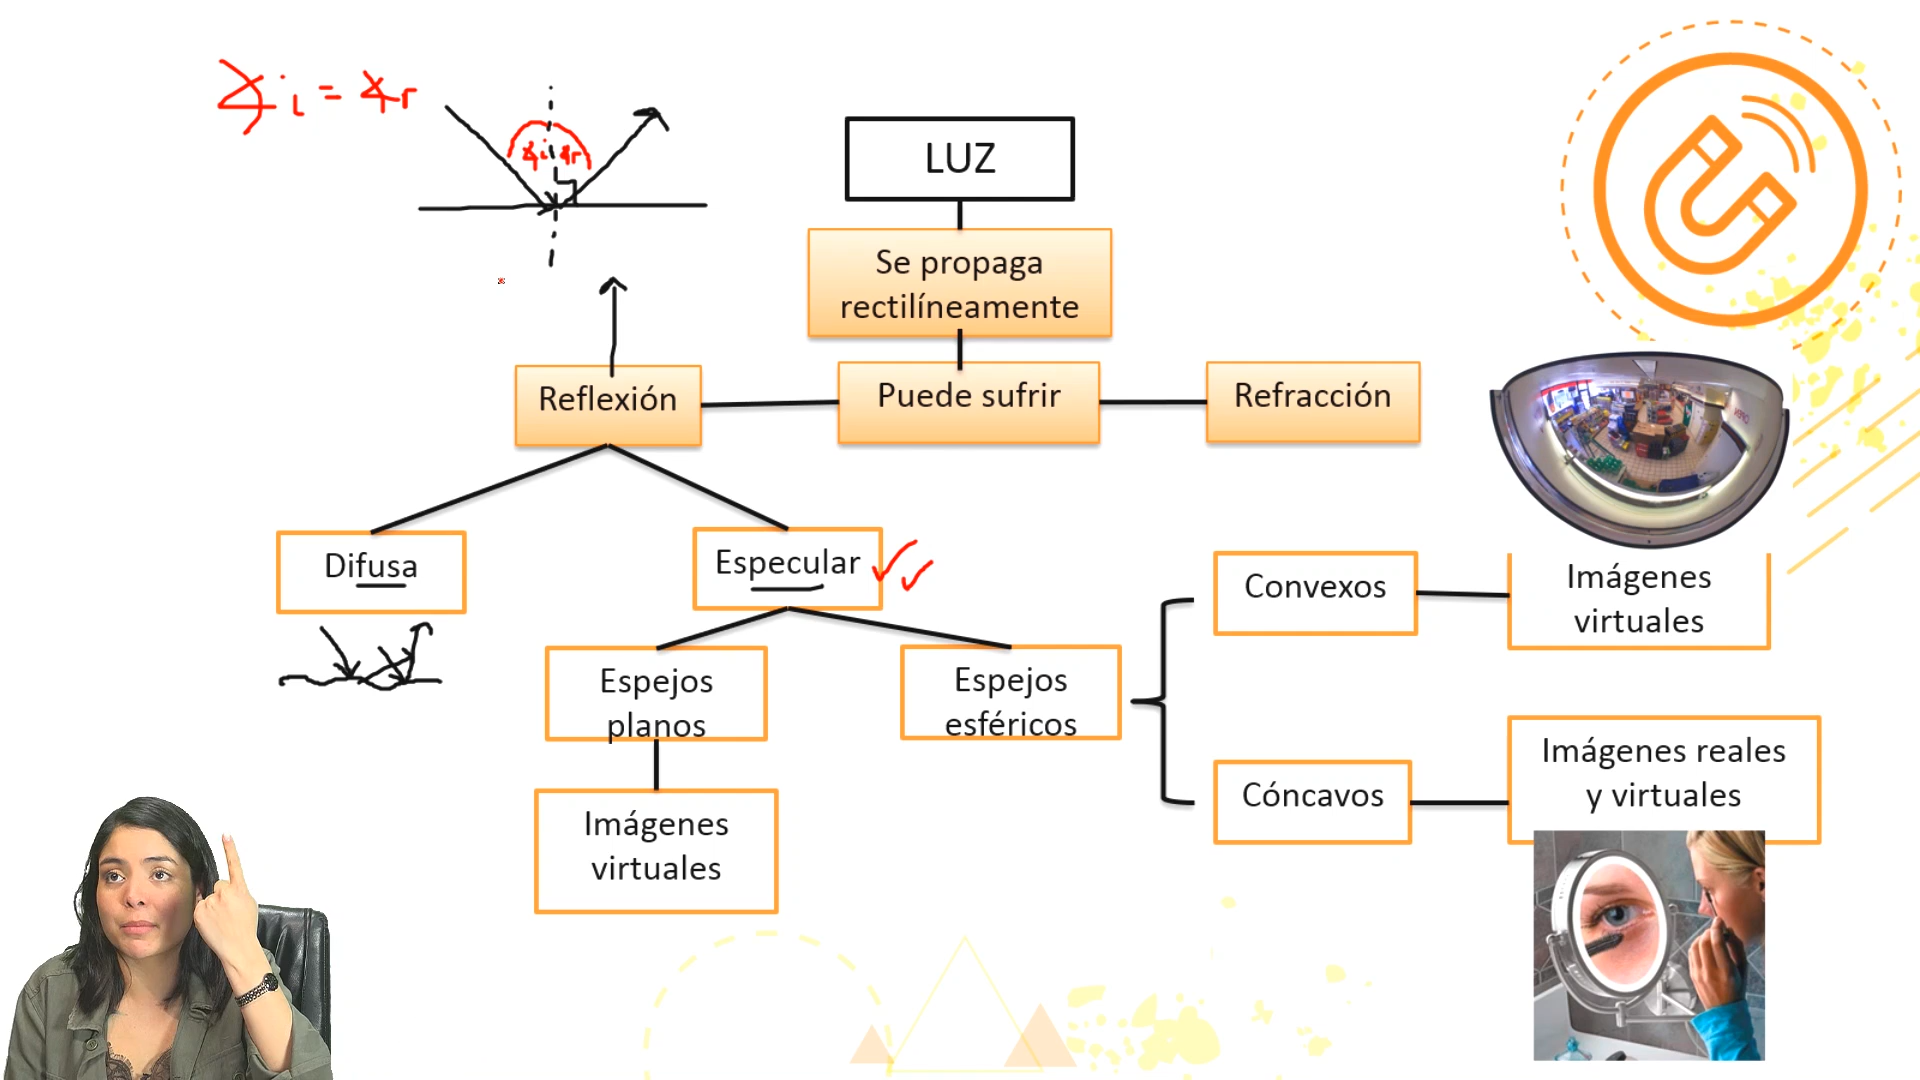 ∡i = ∡r
∡i ∡r
LUZ
Se propaga
rectilíneamente
Reflexión
Puede sufrir
Refracción
Difusa
Especular
Convexos
Imágenes
virtuales
Espejos
planos
Espejos
esféricos
Cóncavos
Imágenes reales
y virtuales
Imágenes
virtuales